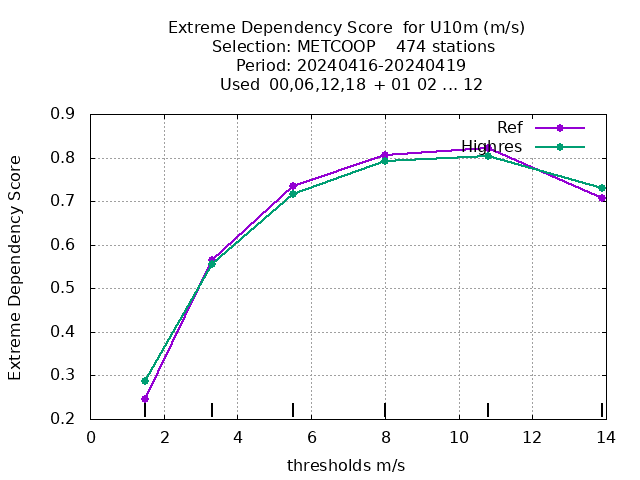 Extreme Dependency Score  for U10m (m/s)
Selection: METCOOP    474 stations
Period: 20240416-20240419
Used  00,06,12,18  + 01 02 ... 12
Ref
Highres
Extreme Dependency Score
0.9
0.8
0.7
0.6
0.5
0.4
0.3
0.2
0 2 4 6 8 10 12 14
thresholds m/s